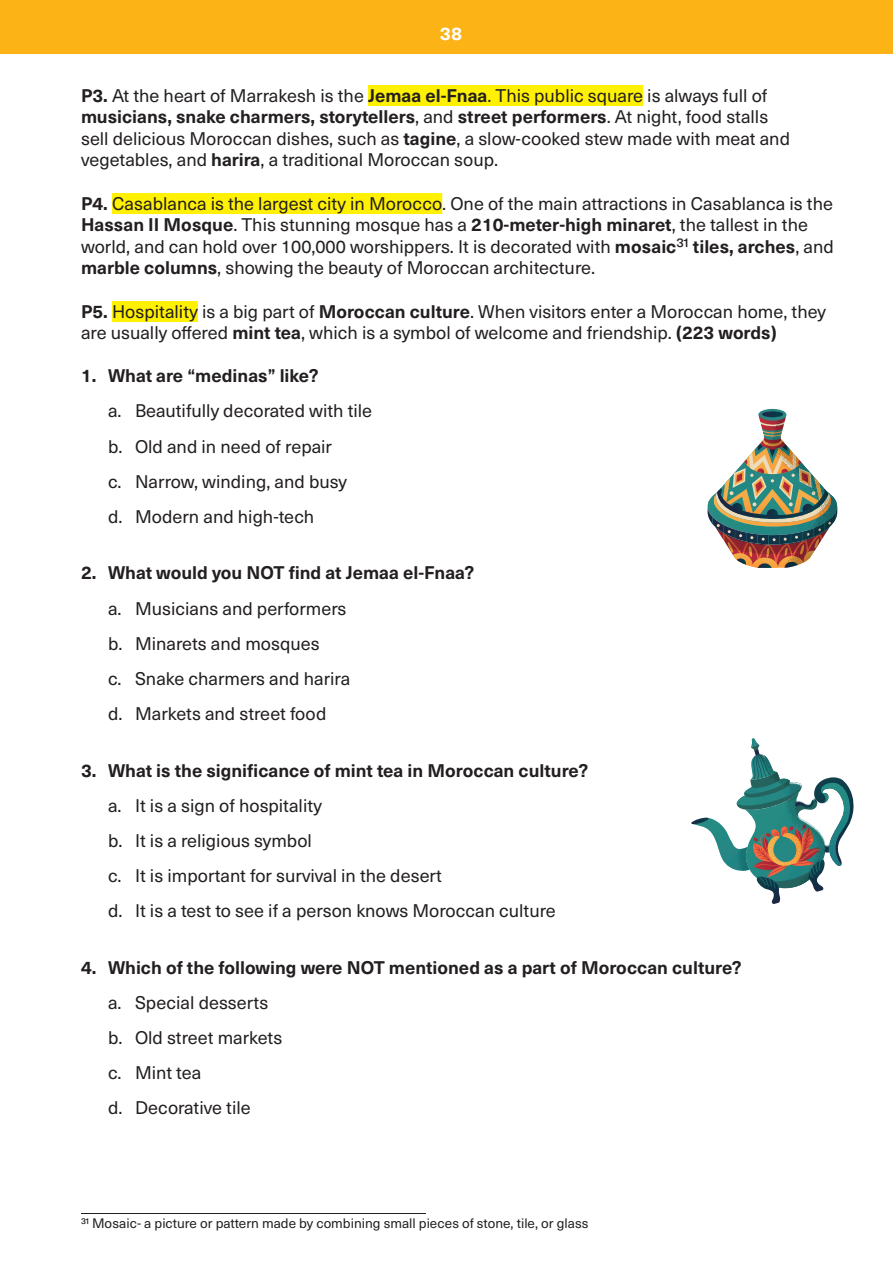 38
P3. At the heart of Marrakesh is the Jemaa el-Fnaa. This public square is always full of
musicians, snake charmers, storytellers, and street performers. At night, food stalls
sell delicious Moroccan dishes, such as tagine, a slow-cooked stew made with meat and
vegetables, and harira, a traditional Moroccan soup.
P4. Casablanca is the largest city in Morocco. One of the main attractions in Casablanca is the
Hassan II Mosque. This stunning mosque has a 210-meter-high minaret, the tallest in the
world, and can hold over 100,000 worshippers. It is decorated with mosaic³¹ tiles, arches, and
marble columns, showing the beauty of Moroccan architecture.
P5. Hospitality is a big part of Moroccan culture. When visitors enter a Moroccan home, they
are usually offered mint tea, which is a symbol of welcome and friendship. (223 words)
1. What are “medinas” like?
a. Beautifully decorated with tile
b. Old and in need of repair
c. Narrow, winding, and busy
d. Modern and high-tech
2. What would you NOT find at Jemaa el-Fnaa?
a. Musicians and performers
b. Minarets and mosques
c. Snake charmers and harira
d. Markets and street food
3. What is the significance of mint tea in Moroccan culture?
a. It is a sign of hospitality
b. It is a religious symbol
c. It is important for survival in the desert
d. It is a test to see if a person knows Moroccan culture
4. Which of the following were NOT mentioned as a part of Moroccan culture?
a. Special desserts
b. Old street markets
c. Mint tea
d. Decorative tile
³¹ Mosaic- a picture or pattern made by combining small pieces of stone, tile, or glass